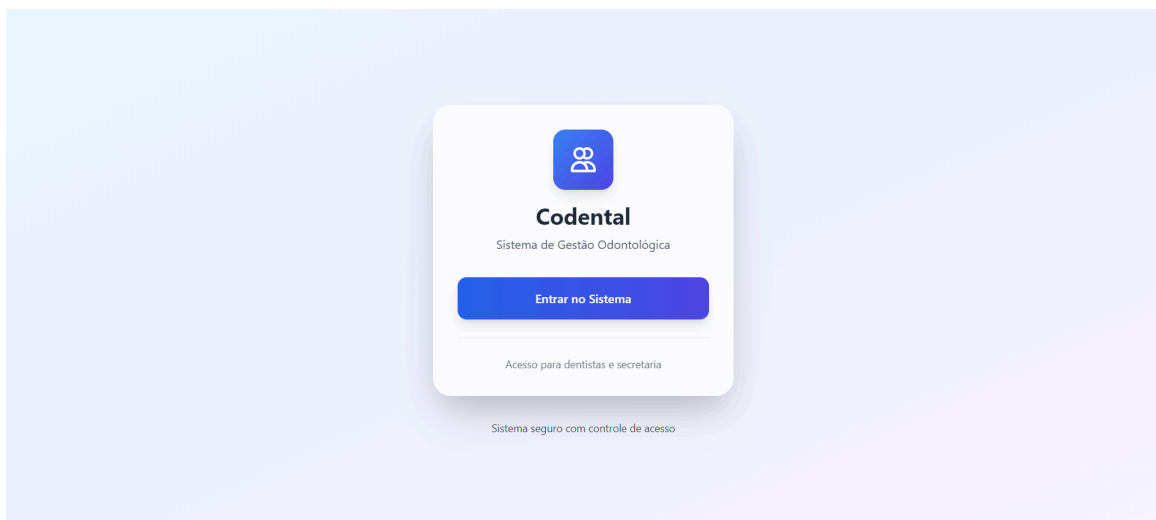 Codental
Sistema de Gestão Odontológica
Entrar no Sistema
Acesso para dentistas e secretaria
Sistema seguro com controle de acesso